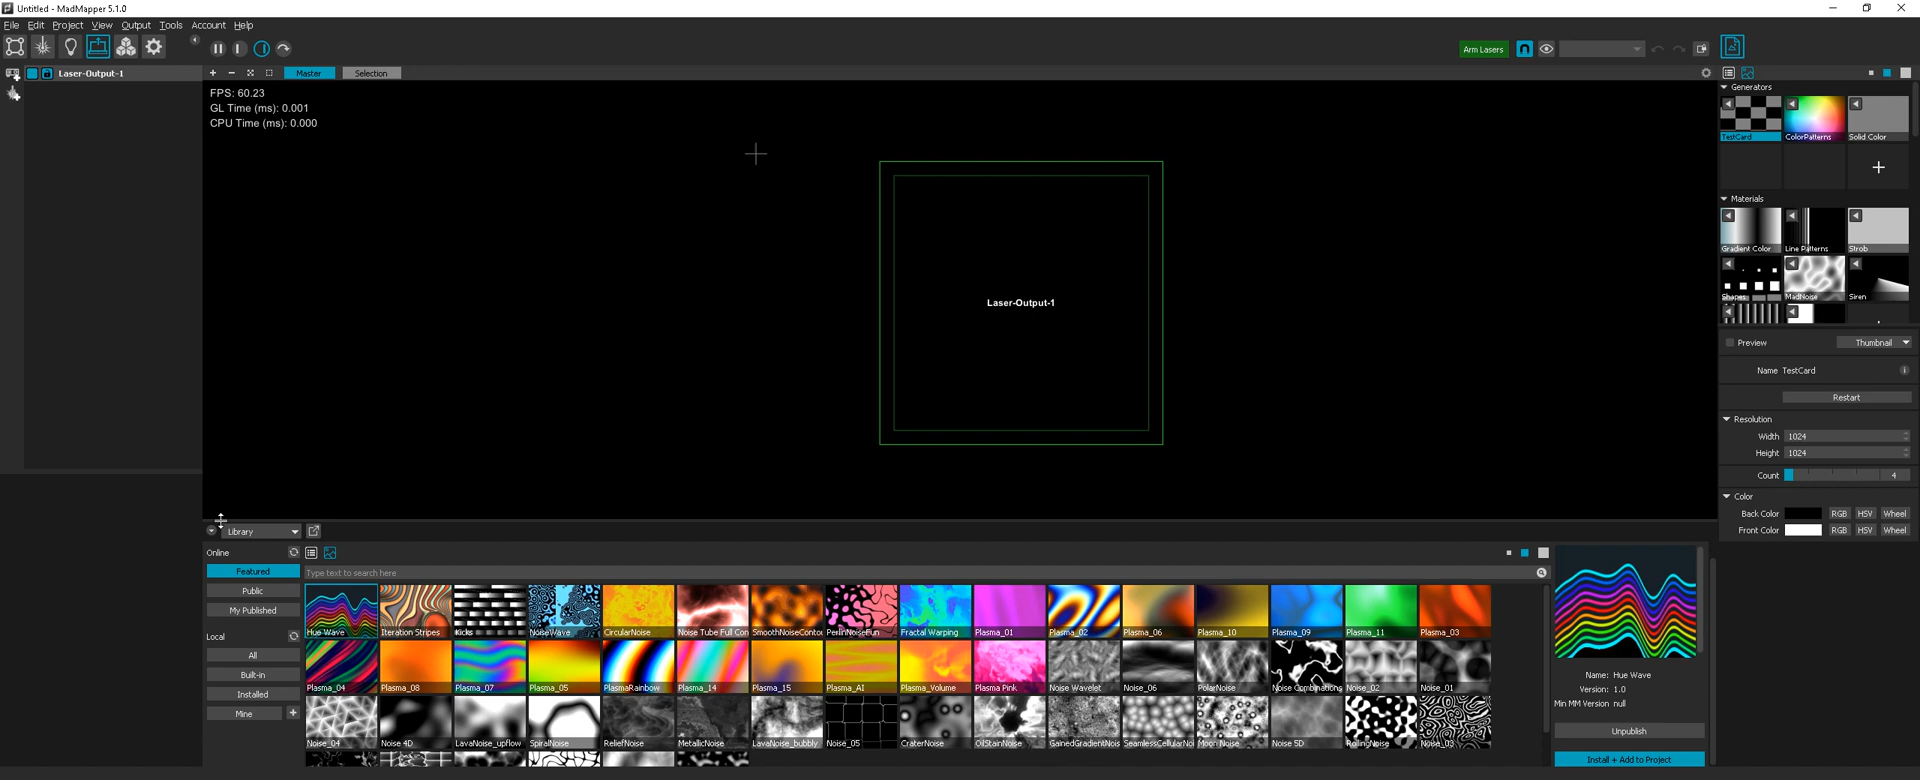 Untitled - MadMapper 5.1.0
File Edit Project View Output Tools Account Help
Arm Lasers
Laser-Output-1
Master Selection
FPS: 60.23
GL Time (ms): 0.001
CPU Time (ms): 0.000
Laser-Output-1
Generators
TestCard ColorPatterns Solid Color
Materials
Gradient Color Line Patterns Strob
Shapes MadNoise Siren
Preview Thumbnail
Name TestCard
Restart
Resolution
Width 1024
Height 1024
Count 4
Color
Back Color RGB HSV Wheel
Front Color RGB HSV Wheel
Library
Online
Featured
Public
My Published
Local
All
Built-in
Installed
Mine
Type text to search here
Hue Wave Iteration Stripes Kicks NoiseWave CircularNoise Noise Tube Full Con SmoothNoiseContou PerlinNoiseFun Fractal Warping Plasma_01 Plasma_02 Plasma_06 Plasma_10 Plasma_09 Plasma_11 Plasma_03
Plasma_04 Plasma_08 Plasma_07 Plasma_05 PlasmaRainbow Plasma_14 Plasma_15 Plasma_AI Plasma_Volume Plasma Pink Noise Wavelet Noise_06 PolarNoise Noise Combinations Noise_02 Noise_01
Noise_04 Noise 4D LavaNoise_upflow SpiralNoise ReliefNoise MetallicNoise LavaNoise_bubbly Noise_05 CraterNoise OilStainNoise GainedGradientNois SeamlessCellularNoi Moon Noise Noise 5D RollingNoise Noise_03
Name: Hue Wave
Version: 1.0
Min MM Version null
Unpublish
Install + Add to Project